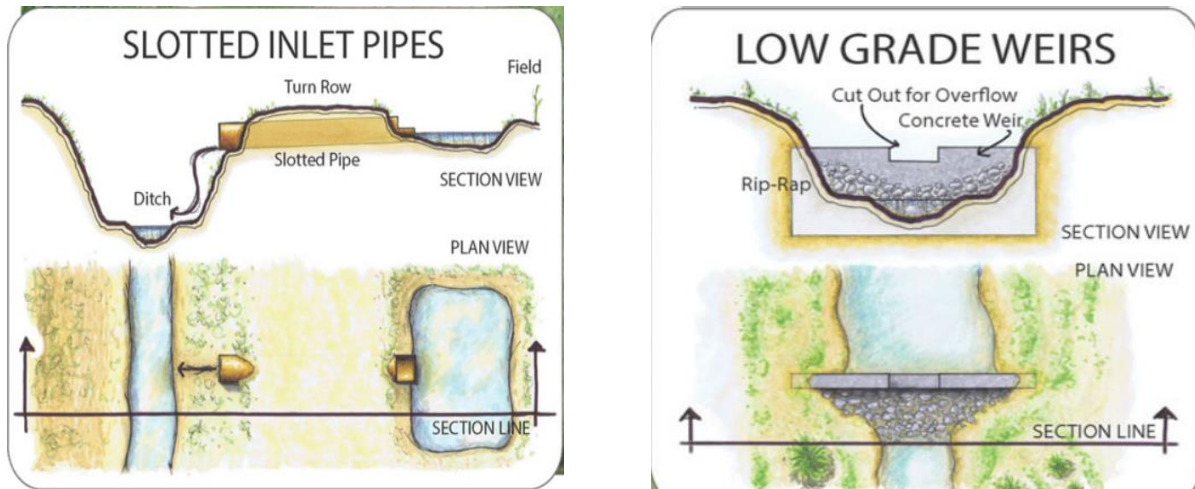 SLOTTED INLET PIPES
Field
Turn Row
Slotted Pipe
SECTION VIEW
Ditch
PLAN VIEW
SECTION LINE
LOW GRADE WEIRS
Cut Out for Overflow
Concrete Weir
Rip-Rap
SECTION VIEW
PLAN VIEW
SECTION LINE